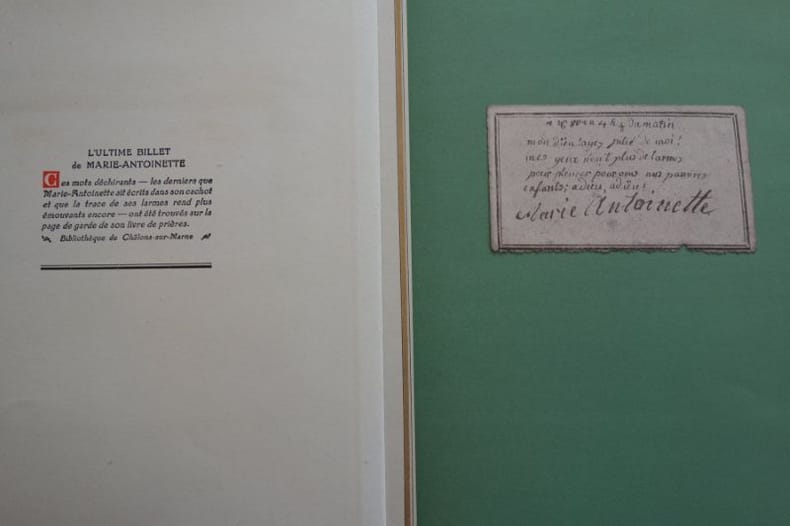 L'ULTIME BILLET
de MARIE-ANTOINETTE
Ces mots déchirants — les derniers que
Marie-Antoinette ait écrits dans son cachot
et que la trace de ses larmes rend plus
émouvants encore — ont été trouvés sur la
page de garde de son livre de prières.
Bibliothèque de Châlons-sur-Marne
4 h ½ du matin
mon dieu ayez pitié de moi!
mes yeux n'ont plus de larmes
pour pleurer pour vous mes pauvres
enfants; adieu, adieu!
Marie Antoinette